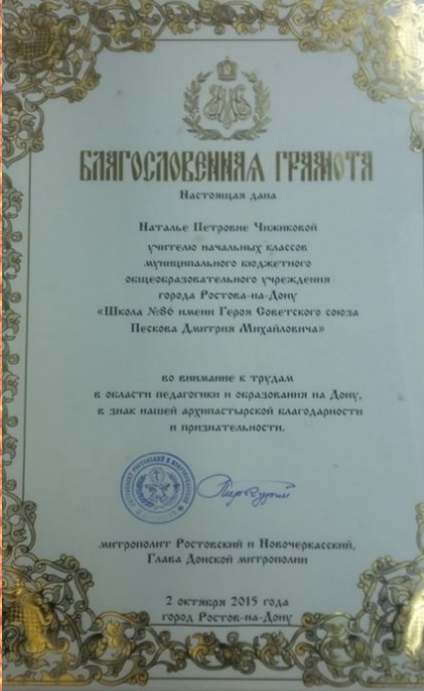 БЛАГОСЛОВЕННАЯ ГРАМОТА
Настоящая дана
Наталье Петровне Чижиковой
учителю начальных классов
муниципального бюджетного
общеобразовательного учреждения
города Ростова-на-Дону
«Школа №86 имени Героя Советского союза
Пескова Дмитрия Михайловича»
во внимание к трудам
в области педагогики и образования на Дону,
в знак нашей архипастырской благодарности
и признательности.
митрополит Ростовский и Новочеркасский,
Глава Донской митрополии
2 октября 2015 года
город Ростов-на-Дону